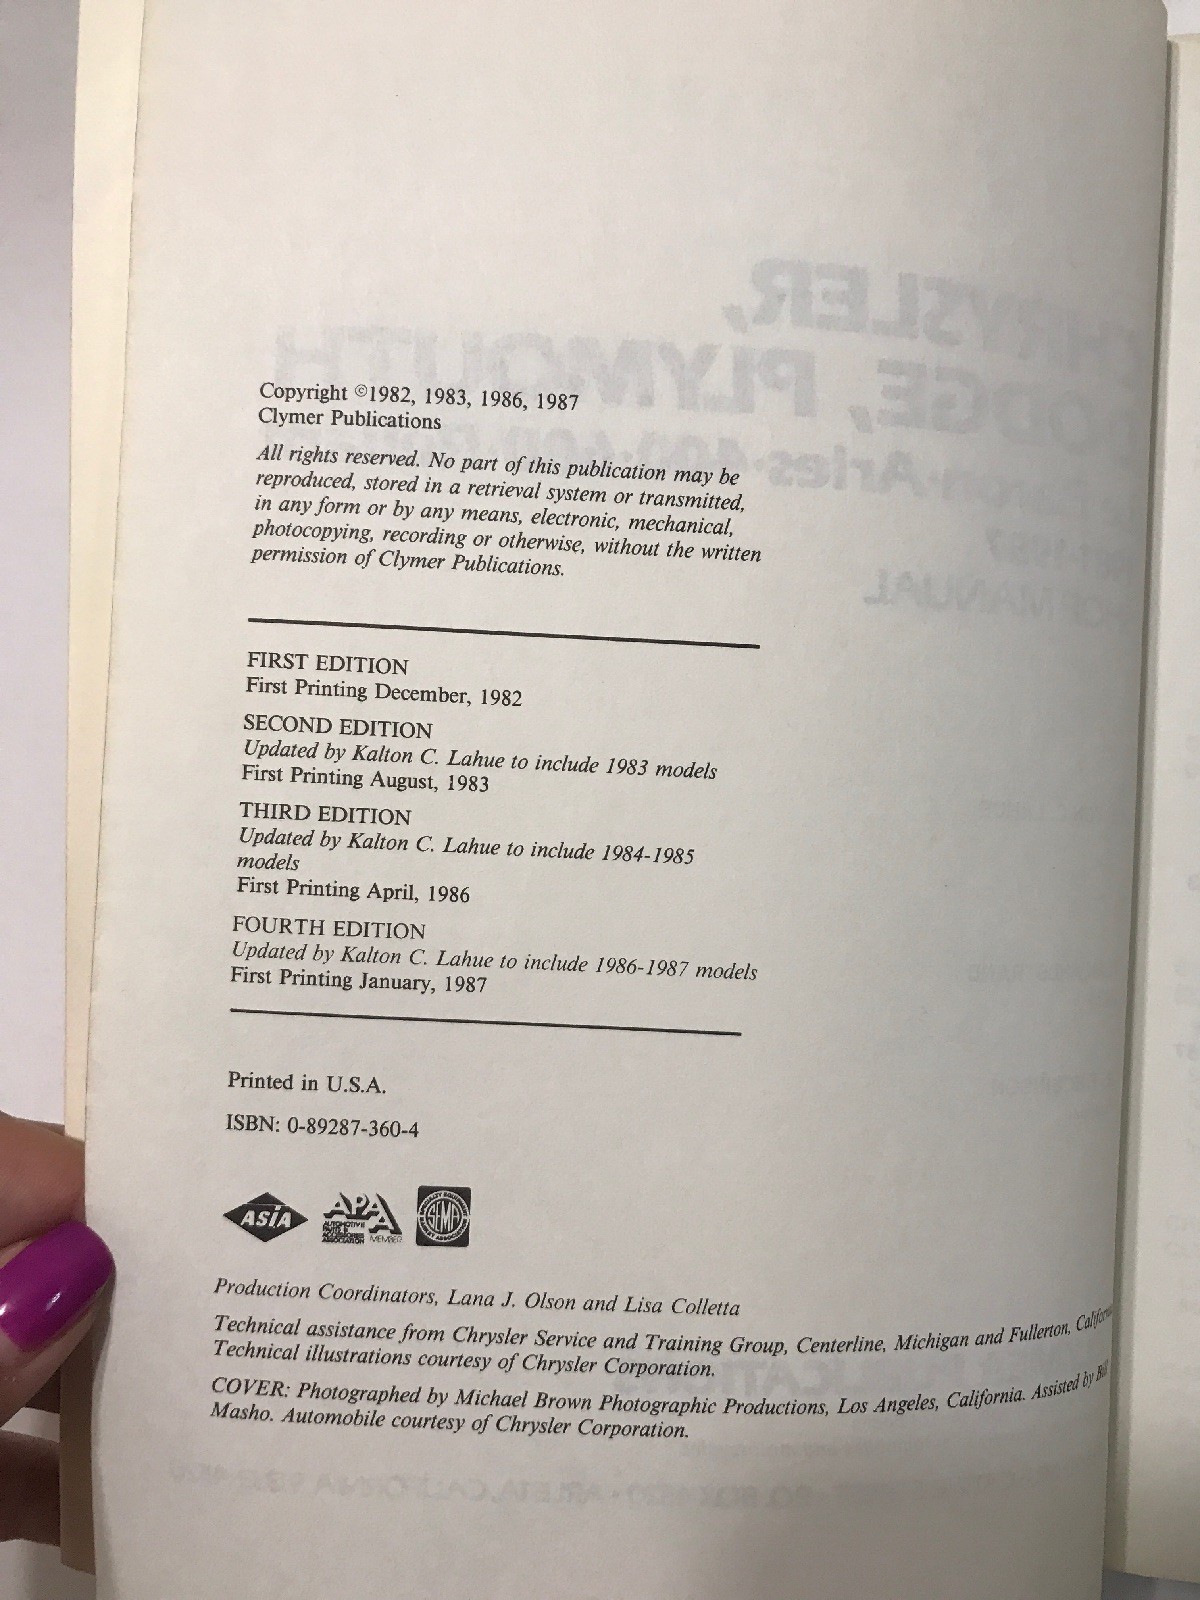 Copyright ©1982, 1983, 1986, 1987
Clymer Publications
All rights reserved. No part of this publication may be
reproduced, stored in a retrieval system or transmitted,
in any form or by any means, electronic, mechanical,
photocopying, recording or otherwise, without the written
permission of Clymer Publications.
FIRST EDITION
First Printing December, 1982
SECOND EDITION
Updated by Kalton C. Lahue to include 1983 models
First Printing August, 1983
THIRD EDITION
Updated by Kalton C. Lahue to include 1984-1985
models
First Printing April, 1986
FOURTH EDITION
Updated by Kalton C. Lahue to include 1986-1987 models
First Printing January, 1987
Printed in U.S.A.
ISBN: 0-89287-360-4
ASIA
APAA
AUTOMOTIVE
PARTS &
ACCESSORIES
ASSOCIATION MEMBER
SEMA
Production Coordinators, Lana J. Olson and Lisa Colletta
Technical assistance from Chrysler Service and Training Group, Centerline, Michigan and Fullerton,
Technical illustrations courtesy of Chrysler Corporation.
COVER: Photographed by Michael Brown Photographic Productions, Los Angeles, California. Assisted by
Masho. Automobile courtesy of Chrysler Corporation.